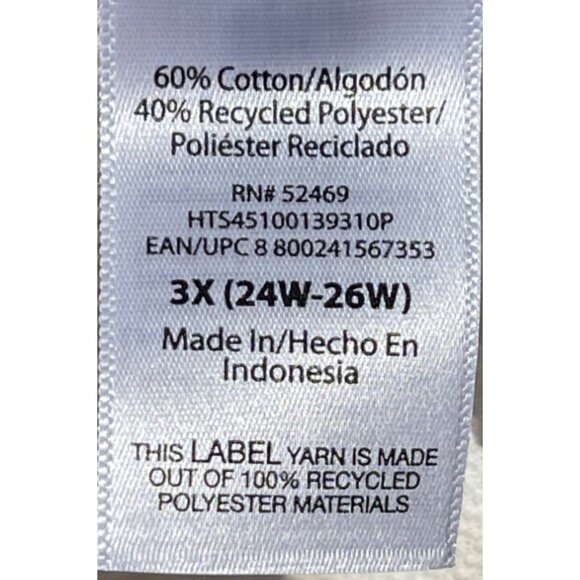 60% Cotton/Algodón
40% Recycled Polyester/
Poliéster Reciclado
RN# 52469
HTS45100139310P
EAN/UPC 8 800241567353
3X (24W-26W)
Made In/Hecho En
Indonesia
THIS LABEL YARN IS MADE
OUT OF 100% RECYCLED
POLYESTER MATERIALS